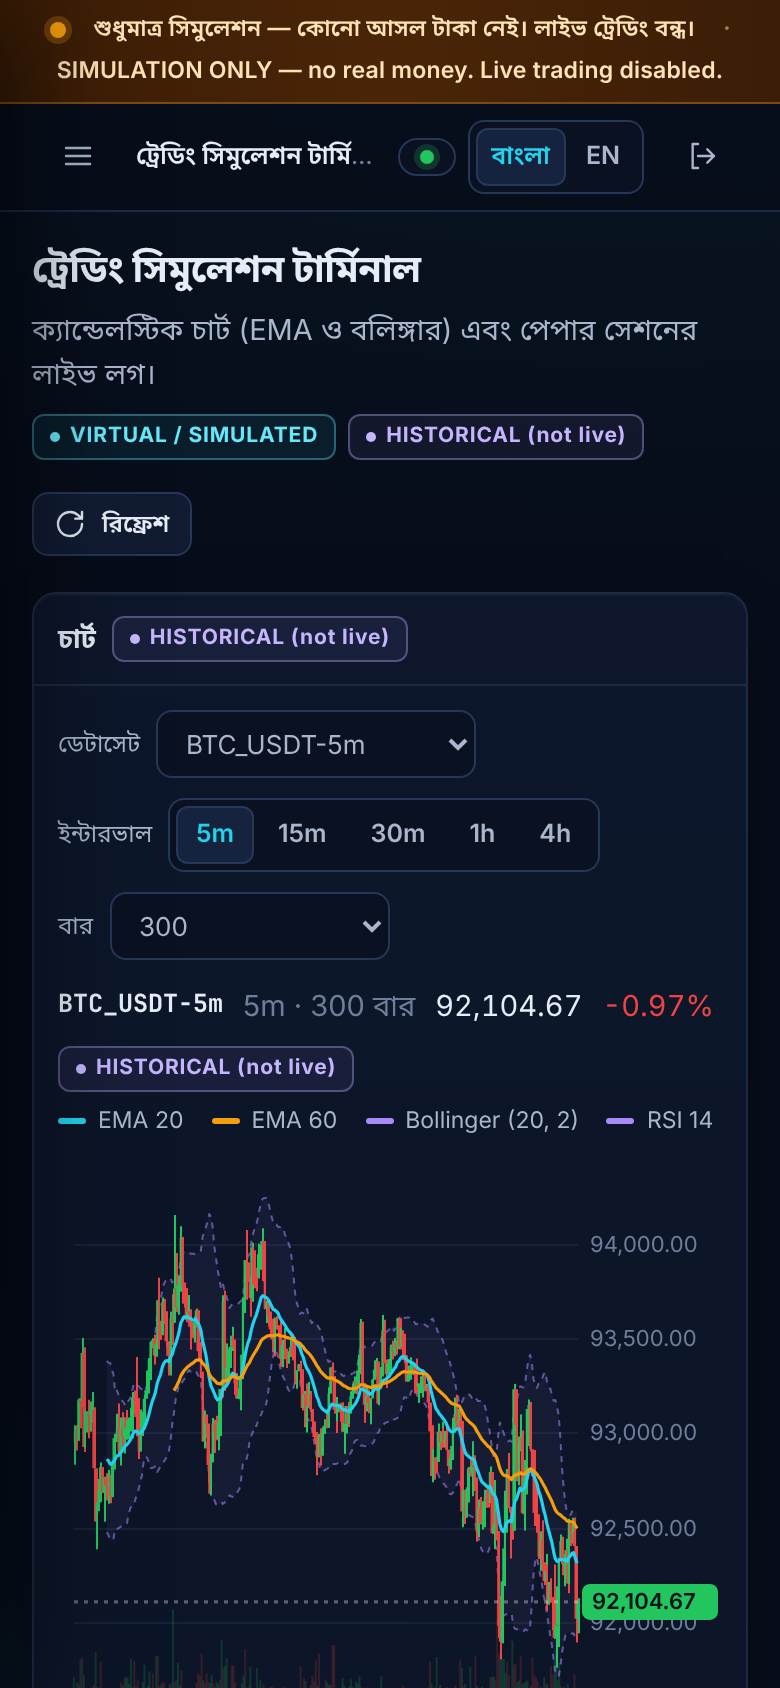 শুধুমাত্র সিমুলেশন — কোনো আসল টাকা নেই। লাইভ ট্রেডিং বন্ধ। ·
SIMULATION ONLY — no real money. Live trading disabled.
ট্রেডিং সিমুলেশন টার্মি...
বাংলা
EN
ট্রেডিং সিমুলেশন টার্মিনাল
ক্যান্ডেলস্টিক চার্ট (EMA ও বলিঙ্গার) এবং পেপার সেশনের
লাইভ লগ।
VIRTUAL / SIMULATED
HISTORICAL (not live)
রিফ্রেশ
চার্ট
HISTORICAL (not live)
ডেটাসেট
BTC_USDT-5m
ইন্টারভাল
5m
15m
30m
1h
4h
বার
300
BTC_USDT-5m 5m · 300 বার 92,104.67 -0.97%
HISTORICAL (not live)
EMA 20
EMA 60
Bollinger (20, 2)
RSI 14
94,000.00
93,500.00
93,000.00
92,500.00
92,104.67
92,000.00